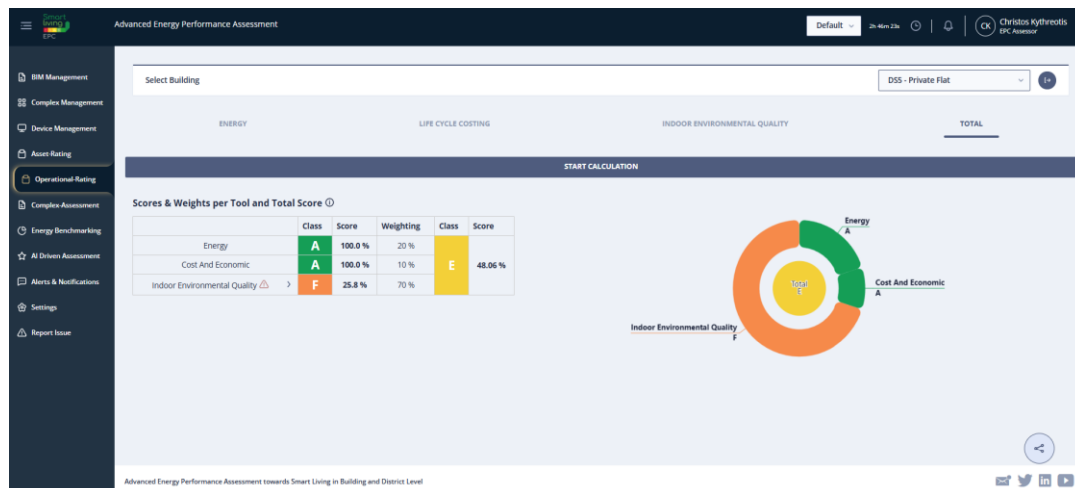 Smart
living
EPC
Advanced Energy Performance Assessment
Default
2h 46m 23s
CK
Christos Kythreotis
EPC Assessor
BIM Management
Complex Management
Device Management
Asset-Rating
Operational-Rating
Complex-Assessment
Energy Benchmarking
AI Driven Assessment
Alerts & Notifications
Settings
Report Issue
Select Building
DS5 - Private Flat
ENERGY LIFE CYCLE COSTING INDOOR ENVIRONMENTAL QUALITY TOTAL
START CALCULATION
Scores & Weights per Tool and Total Score
Class Score Weighting Class Score
Energy A 100.0 % 20 %
Cost And Economic A 100.0 % 10 % E 48.06 %
Indoor Environmental Quality F 25.8 % 70 %
Energy
A
Cost And Economic
A
Total
E
Indoor Environmental Quality
F
Advanced Energy Performance Assessment towards Smart Living in Building and District Level
in